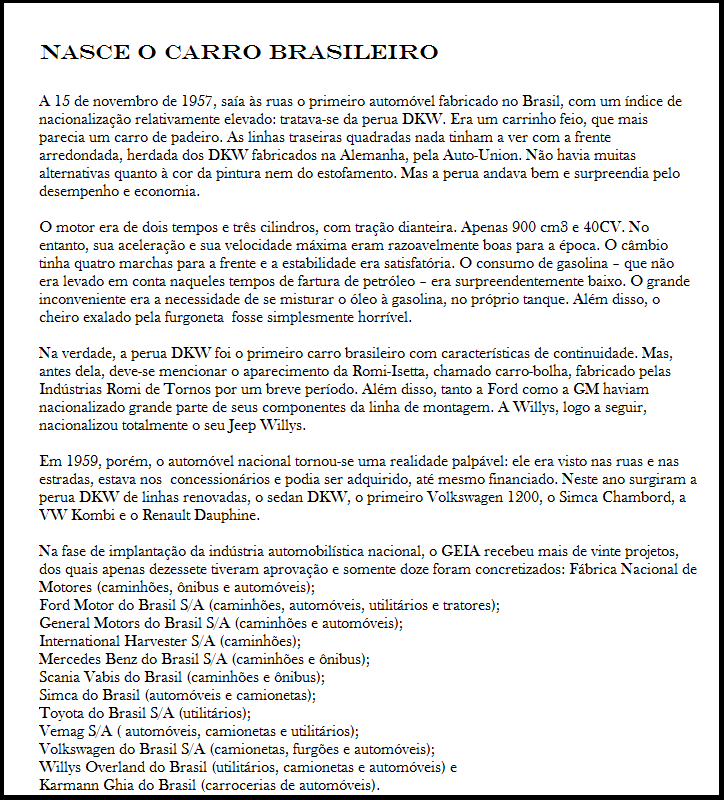 NASCE O CARRO BRASILEIRO
A 15 de novembro de 1957, saía às ruas o primeiro automóvel fabricado no Brasil, com um índice de
nacionalização relativamente elevado: tratava-se da perua DKW. Era um carrinho feio, que mais
parecia um carro de padeiro. As linhas traseiras quadradas nada tinham a ver com a frente
arredondada, herdada dos DKW fabricados na Alemanha, pela Auto-Union. Não havia muitas
alternativas quanto à cor da pintura nem do estofamento. Mas a perua andava bem e surpreendia pelo
desempenho e economia.
O motor era de dois tempos e três cilindros, com tração dianteira. Apenas 900 cm3 e 40CV. No
entanto, sua aceleração e sua velocidade máxima eram razoavelmente boas para a época. O câmbio
tinha quatro marchas para a frente e a estabilidade era satisfatória. O consumo de gasolina – que não
era levado em conta naqueles tempos de fartura de petróleo – era surpreendentemente baixo. O grande
inconveniente era a necessidade de se misturar o óleo à gasolina, no próprio tanque. Além disso, o
cheiro exalado pela furgoneta  fosse simplesmente horrível.
Na verdade, a perua DKW foi o primeiro carro brasileiro com características de continuidade. Mas,
antes dela, deve-se mencionar o aparecimento da Romi-Isetta, chamado carro-bolha, fabricado pelas
Indústrias Romi de Tornos por um breve período. Além disso, tanto a Ford como a GM haviam
nacionalizado grande parte de seus componentes da linha de montagem. A Willys, logo a seguir,
nacionalizou totalmente o seu Jeep Willys.
Em 1959, porém, o automóvel nacional tornou-se uma realidade palpável: ele era visto nas ruas e nas
estradas, estava nos  concessionários e podia ser adquirido, até mesmo financiado. Neste ano surgiram a
perua DKW de linhas renovadas, o sedan DKW, o primeiro Volkswagen 1200, o Simca Chambord, a
VW Kombi e o Renault Dauphine.
Na fase de implantação da indústria automobilística nacional, o GEIA recebeu mais de vinte projetos,
dos quais apenas dezessete tiveram aprovação e somente doze foram concretizados: Fábrica Nacional de
Motores (caminhões, ônibus e automóveis);
Ford Motor do Brasil S/A (caminhões, automóveis, utilitários e tratores);
General Motors do Brasil S/A (caminhões e automóveis);
International Harvester S/A (caminhões);
Mercedes Benz do Brasil S/A (caminhões e ônibus);
Scania Vabis do Brasil (caminhões e ônibus);
Simca do Brasil (automóveis e camionetas);
Toyota do Brasil S/A (utilitários);
Vemag S/A ( automóveis, camionetas e utilitários);
Volkswagen do Brasil S/A (camionetas, furgões e automóveis);
Willys Overland do Brasil (utilitários, camionetas e automóveis) e
Karmann Ghia do Brasil (carrocerias de automóveis).